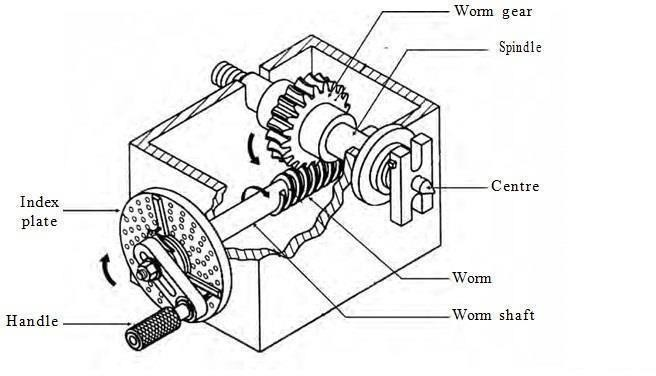 Worm gear
Spindle
Centre
Index
plate
Worm
Worm shaft
Handle